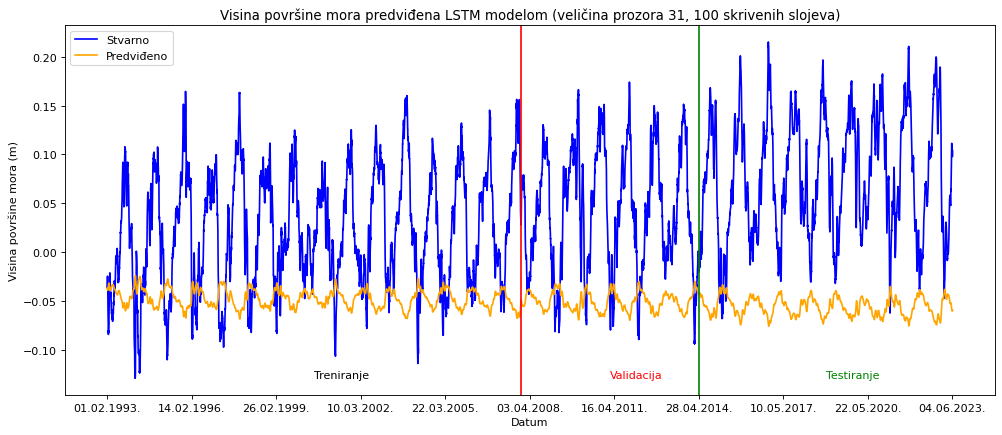 Visina površine mora predviđena LSTM modelom (veličina prozora 31, 100 skrivenih slojeva)
Stvarno
Predviđeno
Visina površine mora (m)
0.20
0.15
0.10
0.05
0.00
−0.05
−0.10
Treniranje
Validacija
Testiranje
01.02.1993.
14.02.1996.
26.02.1999.
10.03.2002.
22.03.2005.
03.04.2008.
16.04.2011.
28.04.2014.
10.05.2017.
22.05.2020.
04.06.2023.
Datum